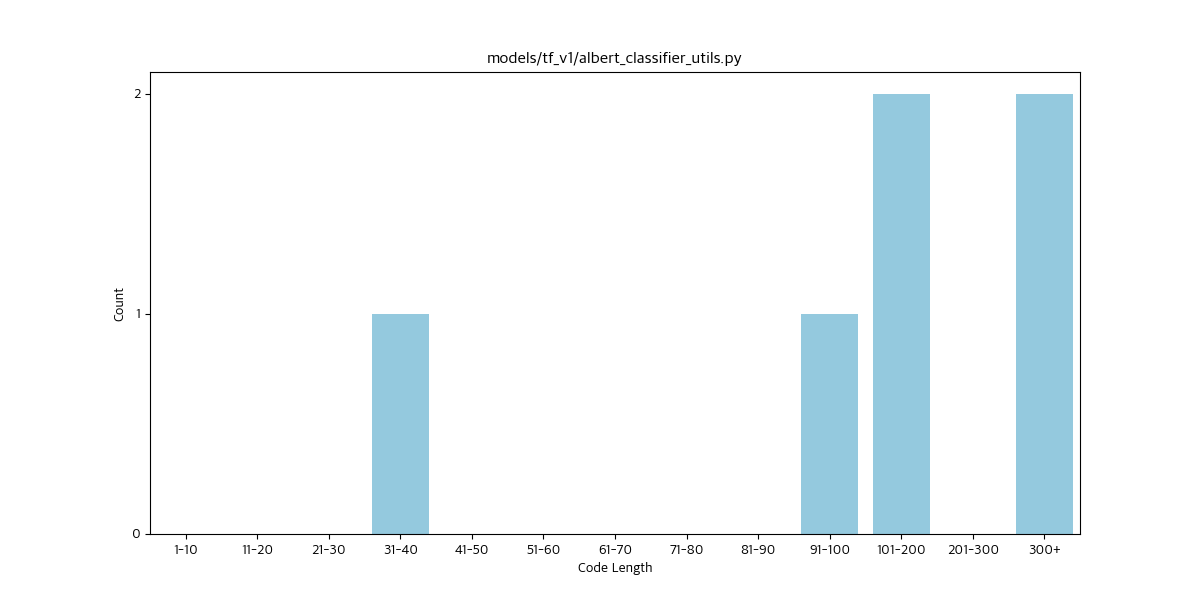 models/tf_v1/albert_classifier_utils.py
Count
2
1
0
1-10 11-20 21-30 31-40 41-50 51-60 61-70 71-80 81-90 91-100 101-200 201-300 300+
Code Length